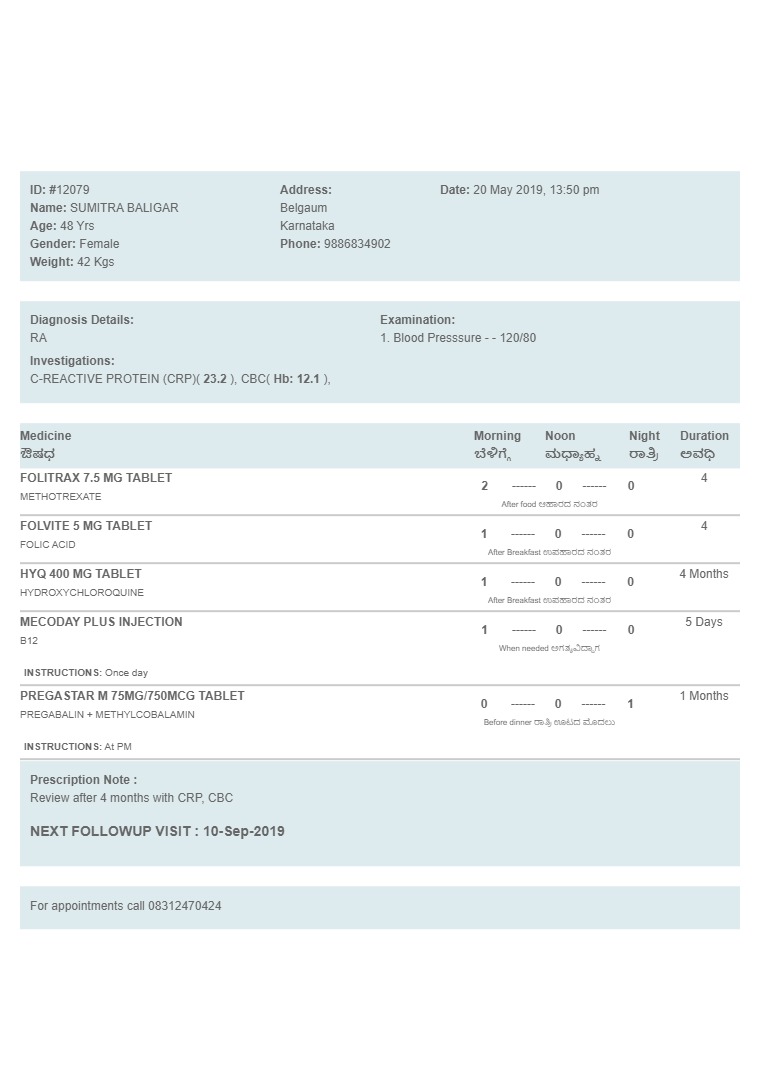 ID: #12079
Name: SUMITRA BALIGAR
Age: 48 Yrs
Gender: Female
Weight: 42 Kgs
Address:
Belgaum
Karnataka
Phone: 9886834902
Date: 20 May 2019, 13:50 pm
Diagnosis Details:
RA
Examination:
1. Blood Presssure - - 120/80
Investigations:
C-REACTIVE PROTEIN (CRP)( 23.2 ), CBC( Hb: 12.1 ),
Medicine Morning Noon Night Duration
ಔಷಧ ಬೆಳಿಗ್ಗೆ ಮಧ್ಯಾಹ್ನ ರಾತ್ರಿ ಅವಧಿ
FOLITRAX 7.5 MG TABLET 2 ------ 0 ------ 0 4
METHOTREXATE After food ಆಹಾರದ ನಂತರ
FOLVITE 5 MG TABLET 1 ------ 0 ------ 0 4
FOLIC ACID After Breakfast ಉಪಹಾರದ ನಂತರ
HYQ 400 MG TABLET 1 ------ 0 ------ 0 4 Months
HYDROXYCHLOROQUINE After Breakfast ಉಪಹಾರದ ನಂತರ
MECODAY PLUS INJECTION 1 ------ 0 ------ 0 5 Days
B12 When needed ಅಗತ್ಯವಿದ್ದಾಗ
INSTRUCTIONS: Once day
PREGASTAR M 75MG/750MCG TABLET 0 ------ 0 ------ 1 1 Months
PREGABALIN + METHYLCOBALAMIN Before dinner ರಾತ್ರಿ ಊಟದ ಮೊದಲು
INSTRUCTIONS: At PM
Prescription Note :
Review after 4 months with CRP, CBC
NEXT FOLLOWUP VISIT : 10-Sep-2019
For appointments call 08312470424